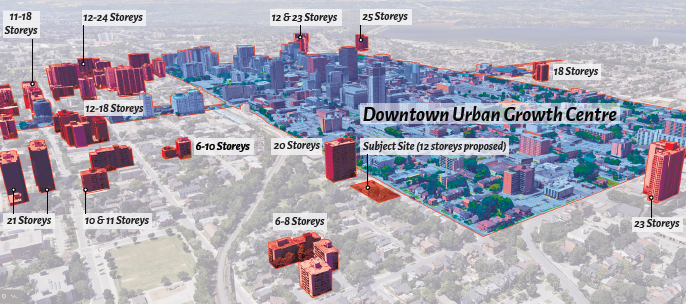 11-18
Storeys
12-24 Storeys
12 & 23 Storeys
25 Storeys
18 Storeys
12-18 Storeys
Downtown Urban Growth Centre
6-10 Storeys
20 Storeys
Subject Site (12 storeys proposed)
21 Storeys
10 & 11 Storeys
6-8 Storeys
23 Storeys